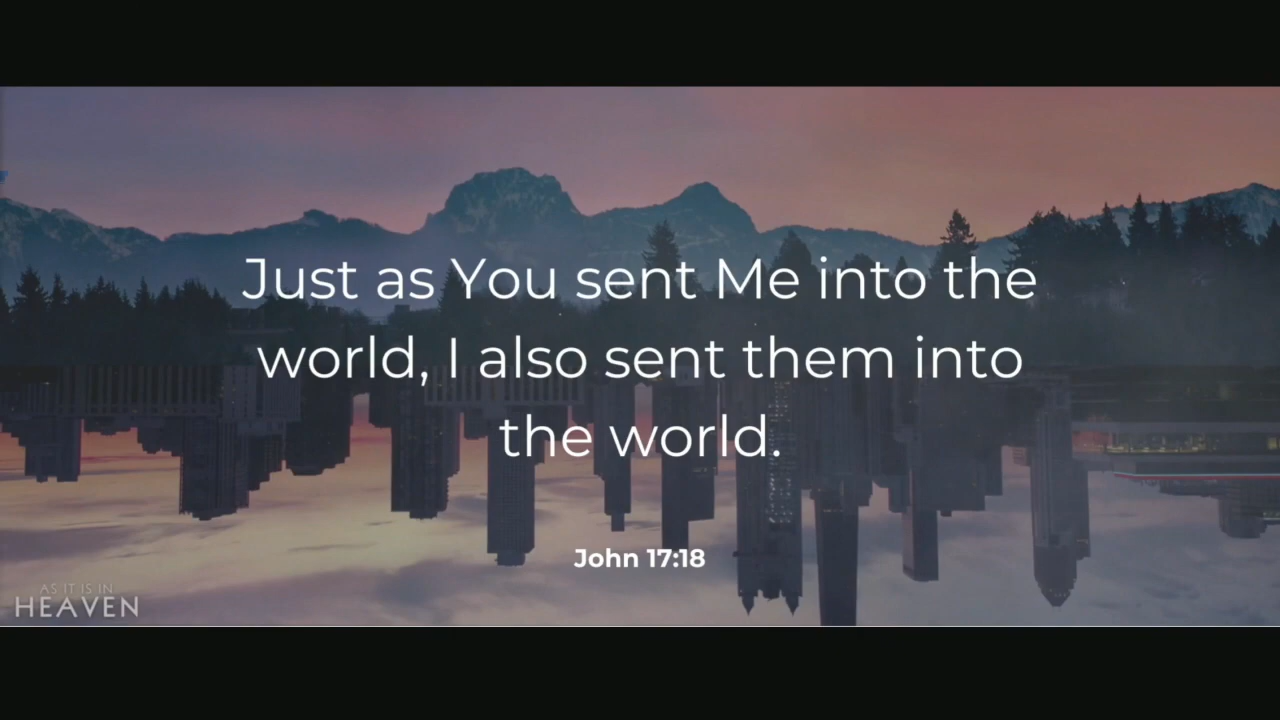 Just as You sent Me into the
world, I also sent them into
the world.
John 17:18
AS IT IS IN
HEAVEN